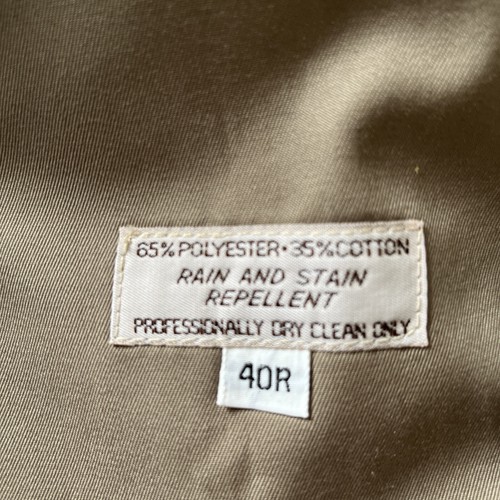 65% POLYESTER • 35% COTTON
RAIN AND STAIN
REPELLENT
PROFESSIONALLY DRY CLEAN ONLY
40R